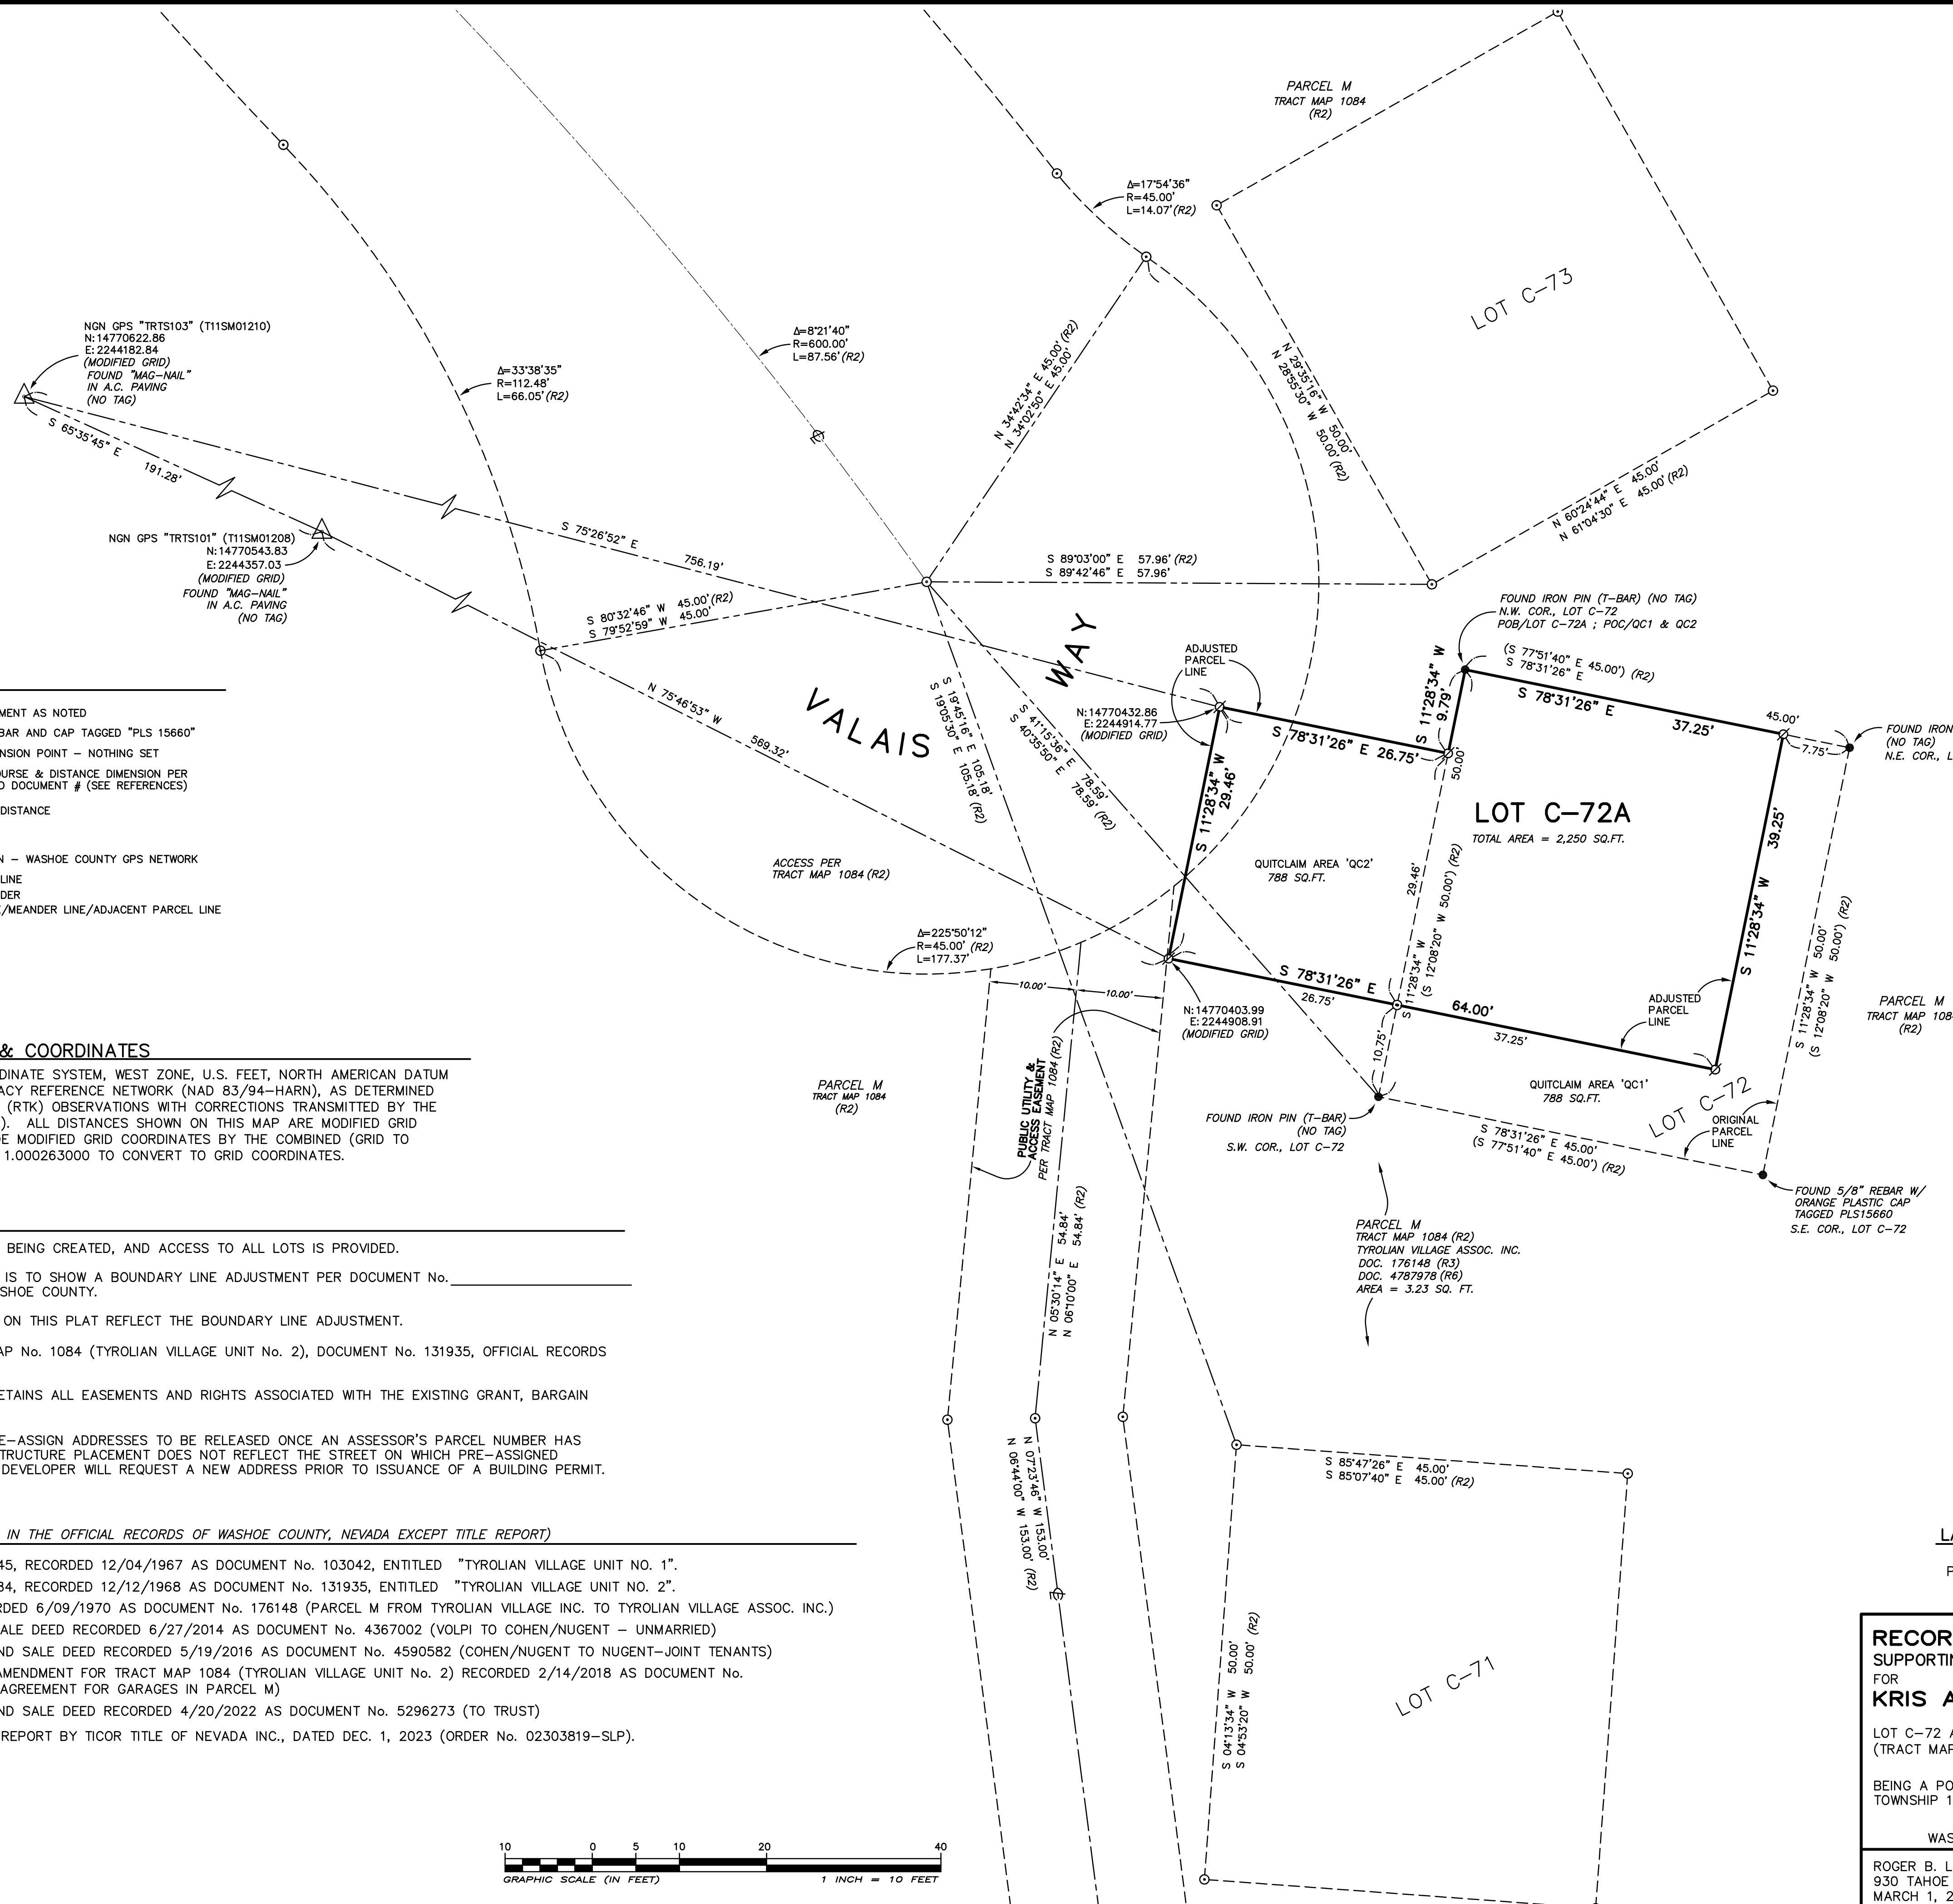 PARCEL M
TRACT MAP 1084
(R2)
Δ=17°54'36"
R=45.00'
L=14.07' (R2)
LOT C-73
NGN GPS "TRTS103" (T11SM01210)
N: 14770622.86
E: 2244182.84
(MODIFIED GRID)
FOUND "MAG-NAIL"
IN A.C. PAVING
(NO TAG)
S 65°35'45" E
191.28'
Δ=33°38'35"
R=112.48'
L=66.05' (R2)
Δ=8°21'40"
R=600.00'
L=87.56' (R2)
N 34°42'34" E 45.00' (R2)
N 34°02'50" E 45.00'
N 29°35'16" W 50.00'
N 28°55'30" W 50.00' (R2)
N 60°24'44" E 45.00'
N 61°04'30" E 45.00' (R2)
NGN GPS "TRTS101" (T11SM01208)
N: 14770543.83
E: 2244357.03
(MODIFIED GRID)
FOUND "MAG-NAIL"
IN A.C. PAVING
(NO TAG)
S 75°26'52" E
756.19'
S 80°32'46" W 45.00' (R2)
S 79°52'59" W 45.00'
S 89°03'00" E 57.96' (R2)
S 89°42'46" E 57.96'
FOUND IRON PIN (T-BAR) (NO TAG)
N.W. COR., LOT C-72
POB/LOT C-72A ; POC/QC1 & QC2
(S 77°51'40" E 45.00') (R2)
S 78°31'26" E
S 78°31'26" E
37.25'
45.00'
7.75'
FOUND IRON
(NO TAG)
N.E. COR., L
ADJUSTED
PARCEL
LINE
S 11°28'34" W
9.79'
N: 14770432.86
E: 2244914.77
(MODIFIED GRID)
S 78°31'26" E 26.75'
50.00'
VALAIS WAY
N 75°46'53" W
569.32'
S 19°45'16" E 105.18'
S 19°05'30" E 105.18' (R2)
S 41°15'36" E 78.59'
S 40°35'50" E 78.59' (R2)
S 11°28'34" W
29.46'
LOT C-72A
TOTAL AREA = 2,250 SQ.FT.
39.25'
S 11°28'34" W
QUITCLAIM AREA 'QC2'
788 SQ.FT.
29.46'
S 11°28'34" W
(S 12°08'20" W 50.00') (R2)
S 11°28'34" W 50.00'
(S 12°08'20" W 50.00') (R2)
MENT AS NOTED
BAR AND CAP TAGGED "PLS 15660"
NSION POINT - NOTHING SET
OURSE & DISTANCE DIMENSION PER
D DOCUMENT # (SEE REFERENCES)
DISTANCE
N - WASHOE COUNTY GPS NETWORK
LINE
DER
E/MEANDER LINE/ADJACENT PARCEL LINE
ACCESS PER
TRACT MAP 1084 (R2)
Δ=225°50'12"
R=45.00' (R2)
L=177.37'
10.00'
10.00'
S 78°31'26" E
26.75'
64.00'
37.25'
N: 14770403.99
E: 2244908.91
(MODIFIED GRID)
10.75'
ADJUSTED
PARCEL
LINE
PARCEL M
TRACT MAP 108
(R2)
& COORDINATES
DINATE SYSTEM, WEST ZONE, U.S. FEET, NORTH AMERICAN DATUM
ACY REFERENCE NETWORK (NAD 83/94-HARN), AS DETERMINED
(RTK) OBSERVATIONS WITH CORRECTIONS TRANSMITTED BY THE
). ALL DISTANCES SHOWN ON THIS MAP ARE MODIFIED GRID
DE MODIFIED GRID COORDINATES BY THE COMBINED (GRID TO
1.000263000 TO CONVERT TO GRID COORDINATES.
PARCEL M
TRACT MAP 1084
(R2)
PUBLIC UTILITY &
ACCESS EASEMENT
PER TRACT MAP 1084 (R2)
FOUND IRON PIN (T-BAR)
(NO TAG)
S.W. COR., LOT C-72
QUITCLAIM AREA 'QC1'
788 SQ.FT.
LOT C-72
ORIGINAL
PARCEL
LINE
S 78°31'26" E 45.00'
(S 77°51'40" E 45.00') (R2)
FOUND 5/8" REBAR W/
ORANGE PLASTIC CAP
TAGGED PLS15660
S.E. COR., LOT C-72
PARCEL M
TRACT MAP 1084 (R2)
TYROLIAN VILLAGE ASSOC. INC.
DOC. 176148 (R3)
DOC. 4787978 (R6)
AREA = 3.23 SQ. FT.
N 05°30'14" E 54.84'
N 06°10'00" E 54.84' (R2)
BEING CREATED, AND ACCESS TO ALL LOTS IS PROVIDED.
IS TO SHOW A BOUNDARY LINE ADJUSTMENT PER DOCUMENT No.
SHOE COUNTY.
ON THIS PLAT REFLECT THE BOUNDARY LINE ADJUSTMENT.
AP No. 1084 (TYROLIAN VILLAGE UNIT No. 2), DOCUMENT No. 131935, OFFICIAL RECORDS
ETAINS ALL EASEMENTS AND RIGHTS ASSOCIATED WITH THE EXISTING GRANT, BARGAIN
E-ASSIGN ADDRESSES TO BE RELEASED ONCE AN ASSESSOR'S PARCEL NUMBER HAS
TRUCTURE PLACEMENT DOES NOT REFLECT THE STREET ON WHICH PRE-ASSIGNED
DEVELOPER WILL REQUEST A NEW ADDRESS PRIOR TO ISSUANCE OF A BUILDING PERMIT.
N 07°23'46" W 153.00'
N 06°44'00" W 153.00' (R2)
S 85°47'26" E 45.00'
S 85°07'40" E 45.00' (R2)
IN THE OFFICIAL RECORDS OF WASHOE COUNTY, NEVADA EXCEPT TITLE REPORT)
45, RECORDED 12/04/1967 AS DOCUMENT No. 103042, ENTITLED "TYROLIAN VILLAGE UNIT NO. 1".
84, RECORDED 12/12/1968 AS DOCUMENT No. 131935, ENTITLED "TYROLIAN VILLAGE UNIT NO. 2".
RDED 6/09/1970 AS DOCUMENT No. 176148 (PARCEL M FROM TYROLIAN VILLAGE INC. TO TYROLIAN VILLAGE ASSOC. INC.)
ALE DEED RECORDED 6/27/2014 AS DOCUMENT No. 4367002 (VOLPI TO COHEN/NUGENT - UNMARRIED)
ND SALE DEED RECORDED 5/19/2016 AS DOCUMENT No. 4590582 (COHEN/NUGENT TO NUGENT-JOINT TENANTS)
AMENDMENT FOR TRACT MAP 1084 (TYROLIAN VILLAGE UNIT No. 2) RECORDED 2/14/2018 AS DOCUMENT No.
AGREEMENT FOR GARAGES IN PARCEL M)
ND SALE DEED RECORDED 4/20/2022 AS DOCUMENT No. 5296273 (TO TRUST)
REPORT BY TICOR TITLE OF NEVADA INC., DATED DEC. 1, 2023 (ORDER No. 02303819-SLP).
S 04°13'34" W 50.00'
S 04°53'20" W 50.00' (R2)
LOT C-71
LA
P
RECOR
SUPPORTIN
FOR
KRIS A
LOT C-72 A
(TRACT MAP
BEING A PO
TOWNSHIP 1
WAS
ROGER B. L
930 TAHOE
MARCH 1, 2
10 0 5 10 20 40
GRAPHIC SCALE (IN FEET) 1 INCH = 10 FEET